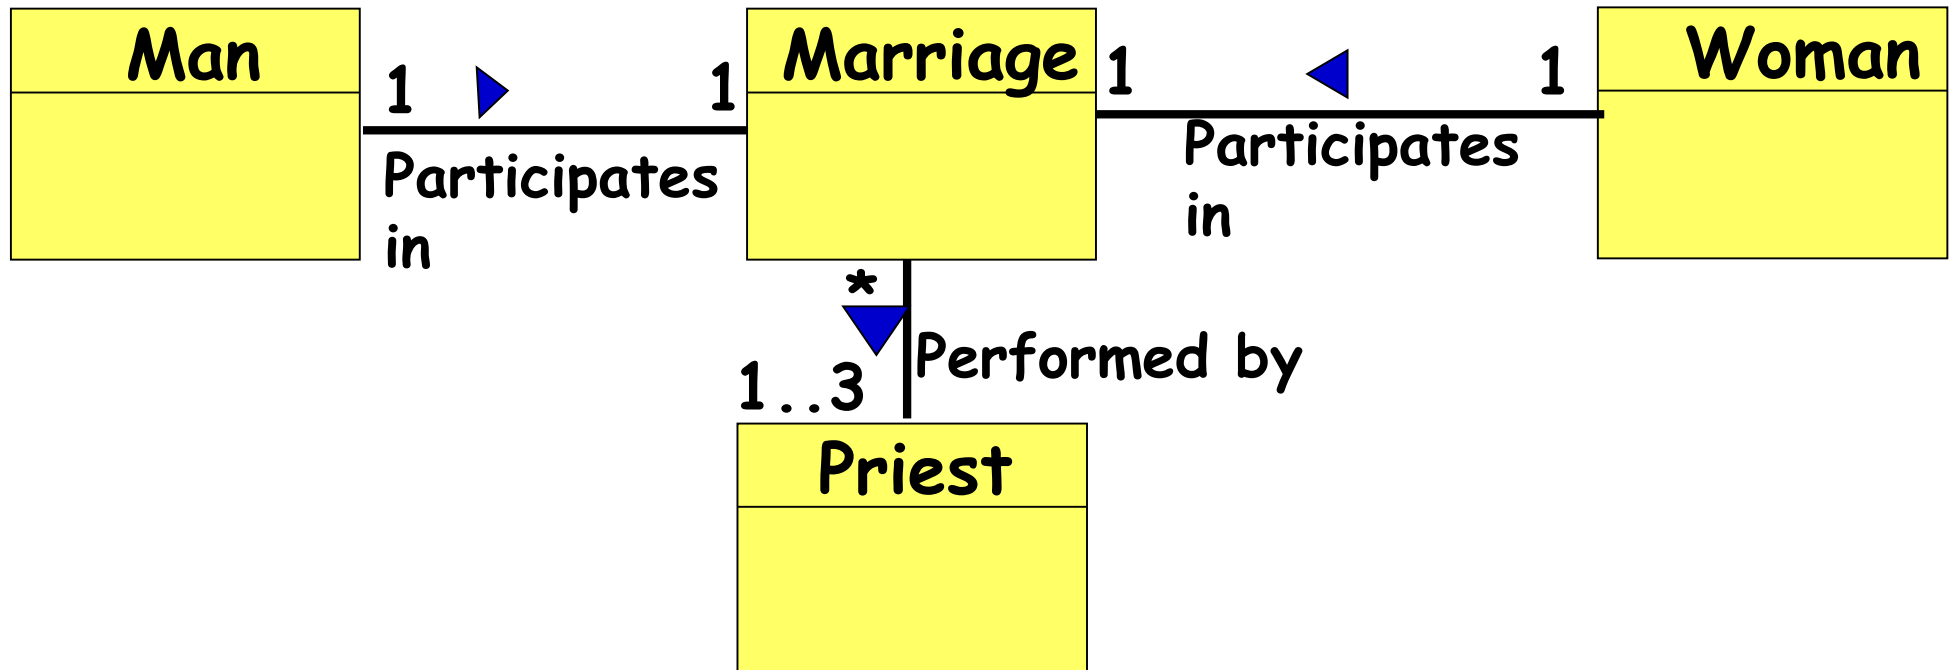 Man
1
1
Participates
in
Marriage
1
1
Participates
in
Woman
*
Performed by
1..3
Priest